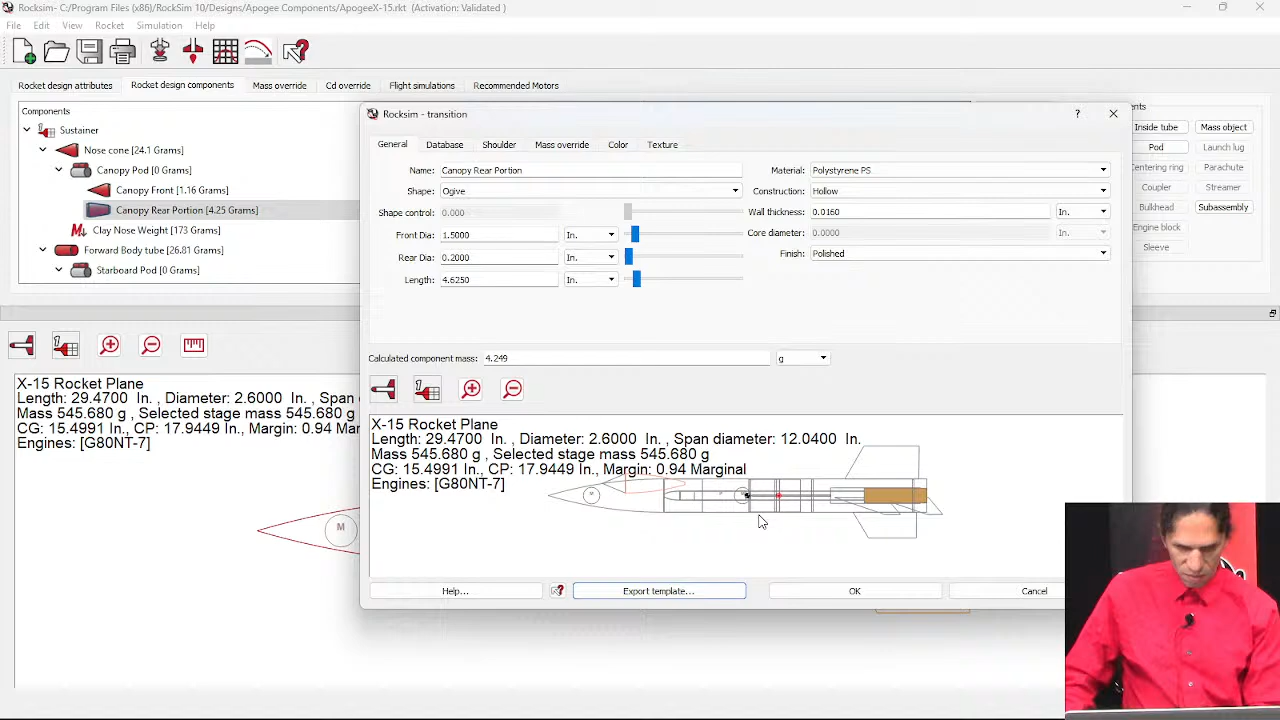 Rocksim- C:/Program Files (x86)/RockSim 10/Designs/Apogee Components/ApogeeX-15.rkt (Activation: Validated )
File Edit View Rocket Simulation Help
Rocket design attributes Rocket design components Mass override Cd override Flight simulations Recommended Motors
Components
Sustainer
Nose cone [24.1 Grams]
Canopy Pod [0 Grams]
Canopy Front [1.16 Grams]
Canopy Rear Portion [4.25 Grams]
Clay Nose Weight [173 Grams]
Forward Body tube [26.81 Grams]
Starboard Pod [0 Grams]
ents
Inside tube Mass object
Pod Launch lug
Centering ring Parachute
Coupler Streamer
Bulkhead Subassembly
Engine block
Sleeve
X-15 Rocket Plane
Length: 29.4700 In. , Diameter: 2.6000 In. , Span
Mass 545.680 g , Selected stage mass 545.680 g
CG: 15.4991 In., CP: 17.9449 In., Margin: 0.94 Mar
Engines: [G80NT-7]
M
Rocksim - transition
General Database Shoulder Mass override Color Texture
Name: Canopy Rear Portion Material: Polystyrene PS
Shape: Ogive Construction: Hollow
Shape control: 0.000 Wall thickness: 0.0160 In.
Front Dia: 1.5000 In. Core diameter: 0.0000 In.
Rear Dia: 0.2000 In. Finish: Polished
Length: 4.6250 In.
Calculated component mass: 4.249 g
X-15 Rocket Plane
Length: 29.4700 In. , Diameter: 2.6000 In. , Span diameter: 12.0400 In.
Mass 545.680 g , Selected stage mass 545.680 g
CG: 15.4991 In., CP: 17.9449 In., Margin: 0.94 Marginal
Engines: [G80NT-7]
Help... Export template... OK Cancel